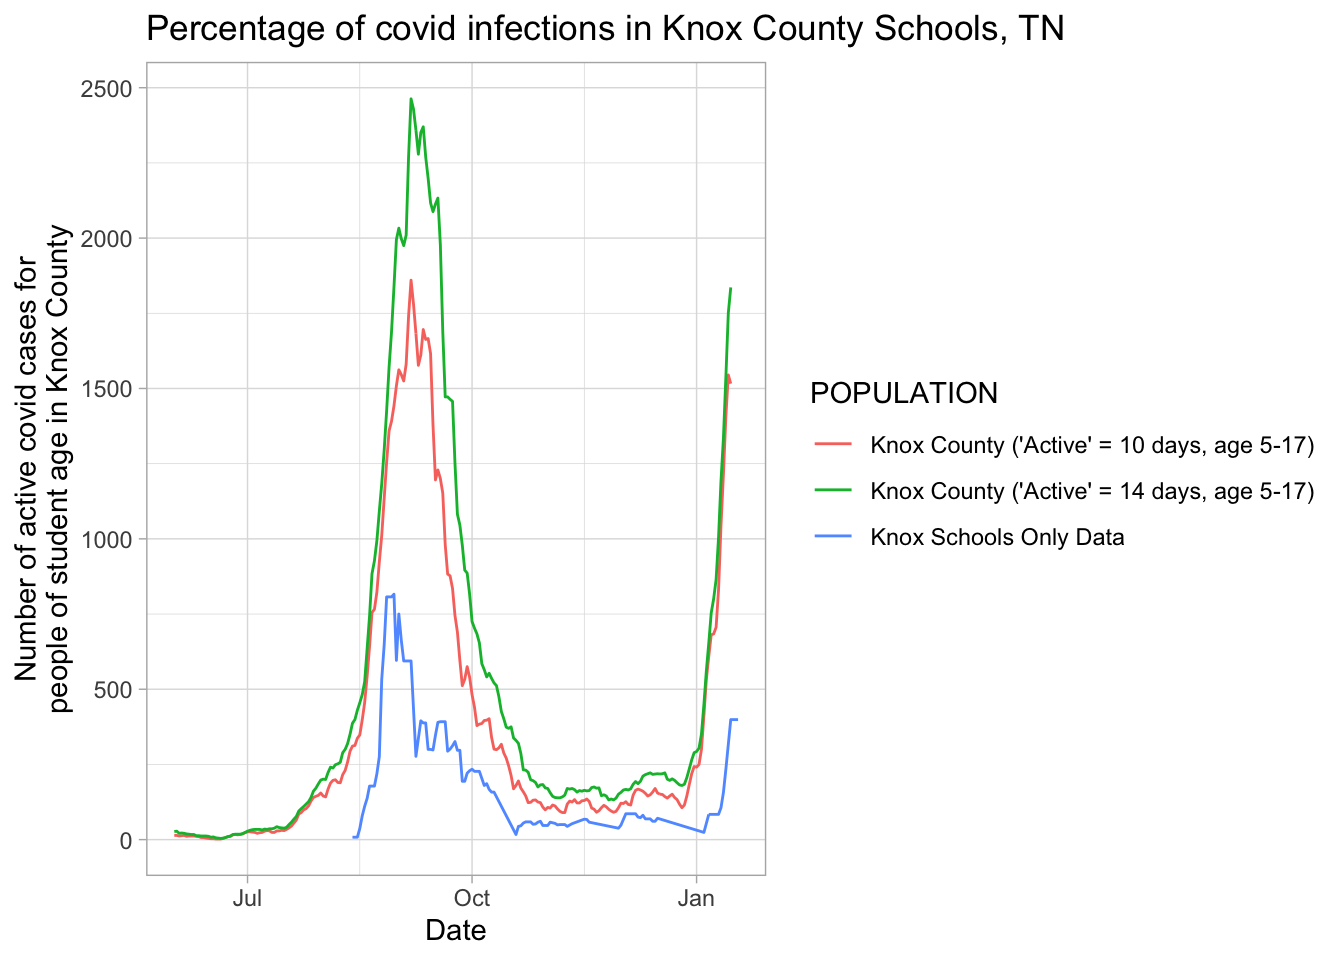 Percentage of covid infections in Knox County Schools, TN
Number of active covid cases for
people of student age in Knox County
2500
2000
1500
1000
500
0
Jul
Oct
Jan
Date
POPULATION
Knox County ('Active' = 10 days, age 5-17)
Knox County ('Active' = 14 days, age 5-17)
Knox Schools Only Data